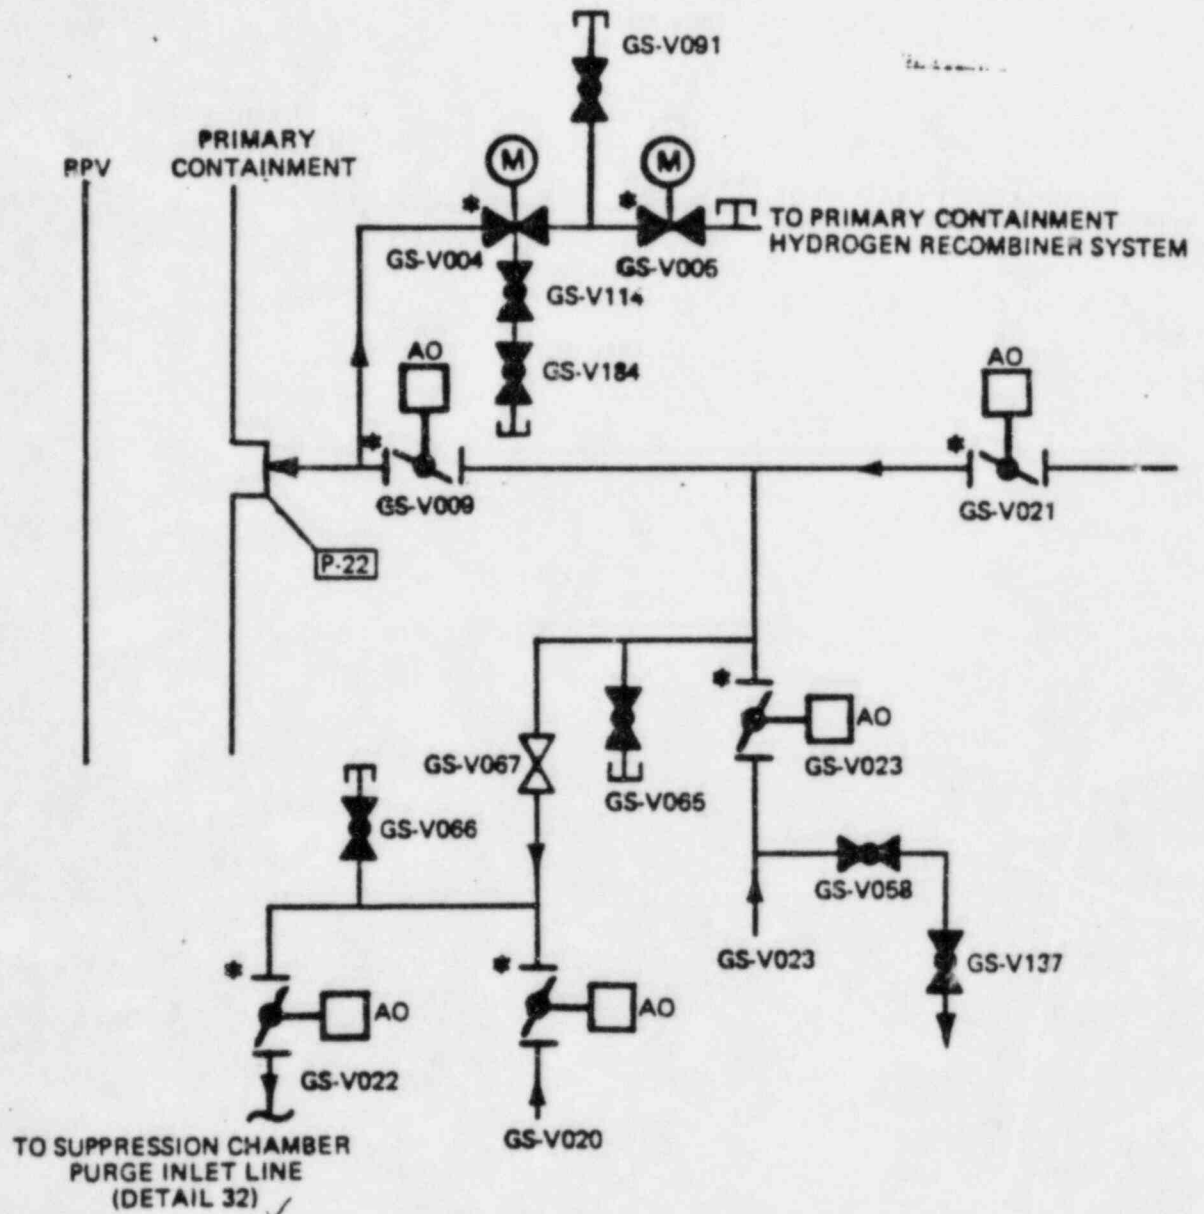 GS-V091
RPV
PRIMARY
CONTAINMENT
M
M
*
*
TO PRIMARY CONTAINMENT
HYDROGEN RECOMBINER SYSTEM
GS-V004
GS-V005
GS-V114
AO
GS-V184
AO
*
*
GS-V009
GS-V021
P-22
*
AO
GS-V067
GS-V065
GS-V023
GS-V066
GS-V058
*
*
GS-V023
GS-V137
AO
AO
GS-V022
GS-V020
TO SUPPRESSION CHAMBER
PURGE INLET LINE
(DETAIL 32)